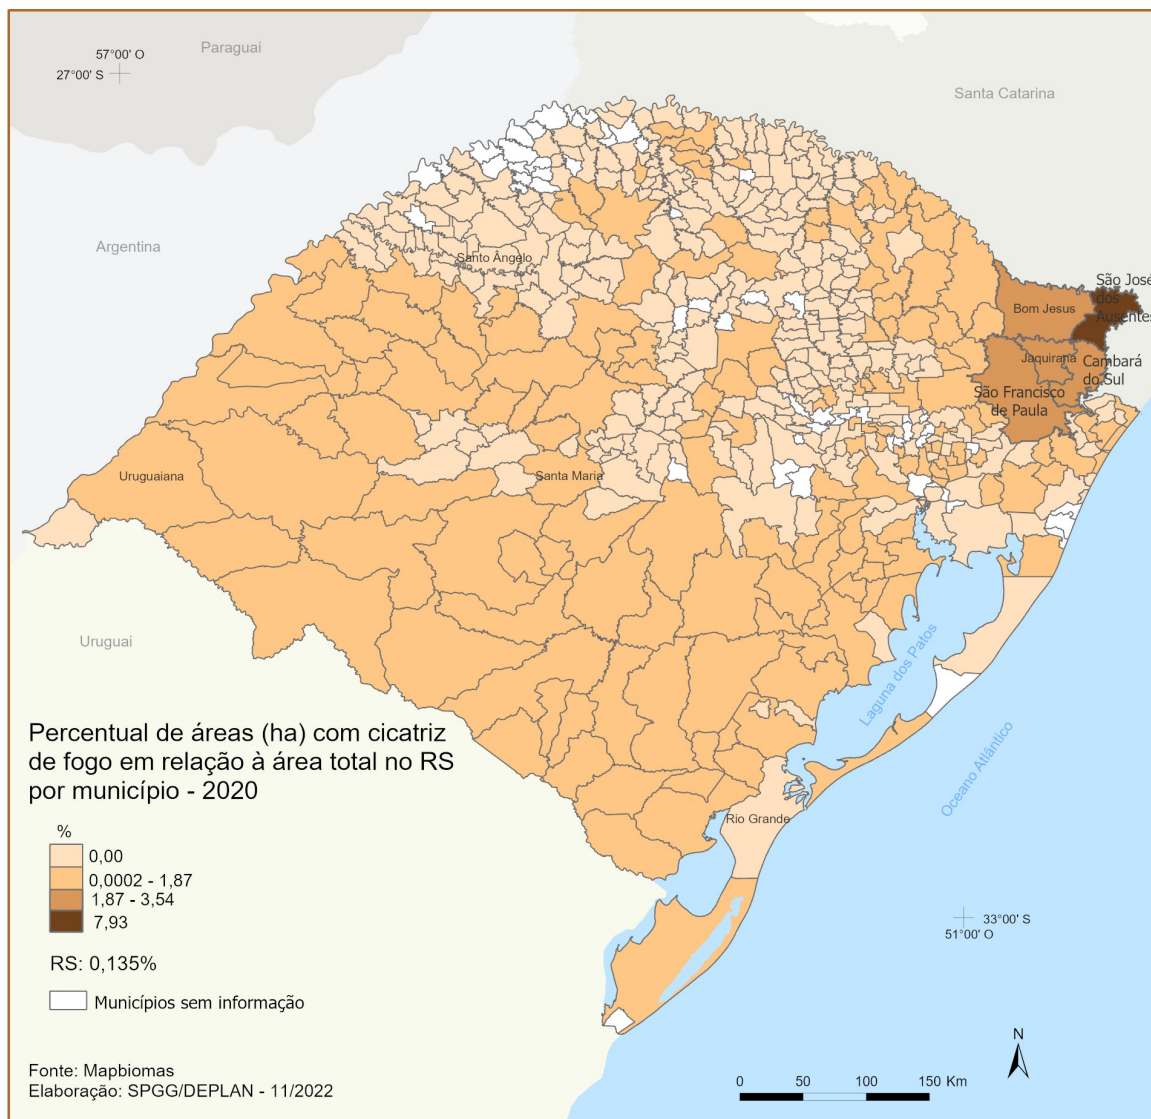 Paraguai
57°00' O
27°00' S
Santa Catarina
Argentina
Santo Ângelo
São José
dos
Ausentes
Bom Jesus
Jaquirana
Cambará
do Sul
São Francisco
de Paula
Uruguaiana
Santa Maria
Uruguai
Laguna dos Patos
Oceano Atlântico
Rio Grande
Percentual de áreas (ha) com cicatriz
de fogo em relação à área total no RS
por município - 2020
%
0,00
0,0002 - 1,87
1,87 - 3,54
7,93
RS: 0,135%
Municípios sem informação
33°00' S
51°00' O
Fonte: Mapbiomas
Elaboração: SPGG/DEPLAN - 11/2022
N
0 50 100 150 Km